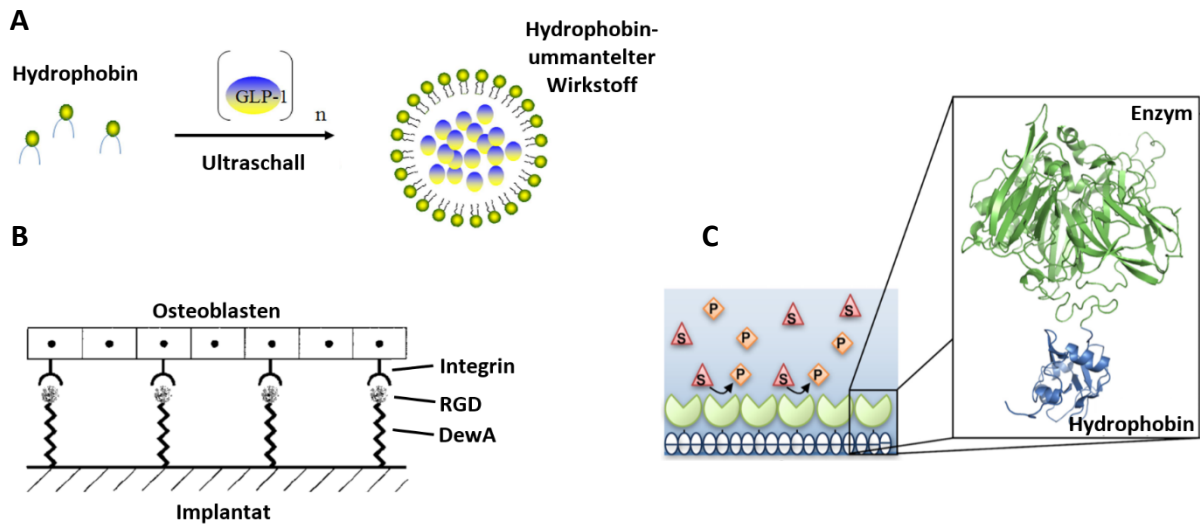 A
Hydrophobin
GLP-1
n
Ultraschall
Hydrophobin-
ummantelter
Wirkstoff
B
Osteoblasten
Integrin
RGD
DewA
Implantat
C
Enzym
P
S
S
P
S
P
S
P
S
P
Hydrophobin